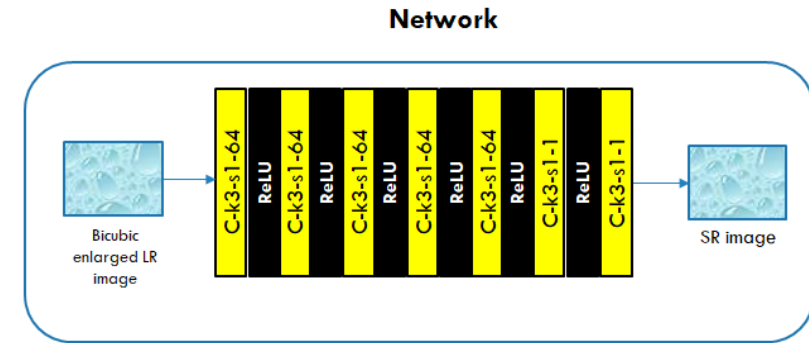 Network
C-k3-s1-64
ReLU
C-k3-s1-64
ReLU
C-k3-s1-64
ReLU
C-k3-s1-64
ReLU
C-k3-s1-64
ReLU
C-k3-s1-1
ReLU
C-k3-s1-1
Bicubic
enlarged LR
image
SR image